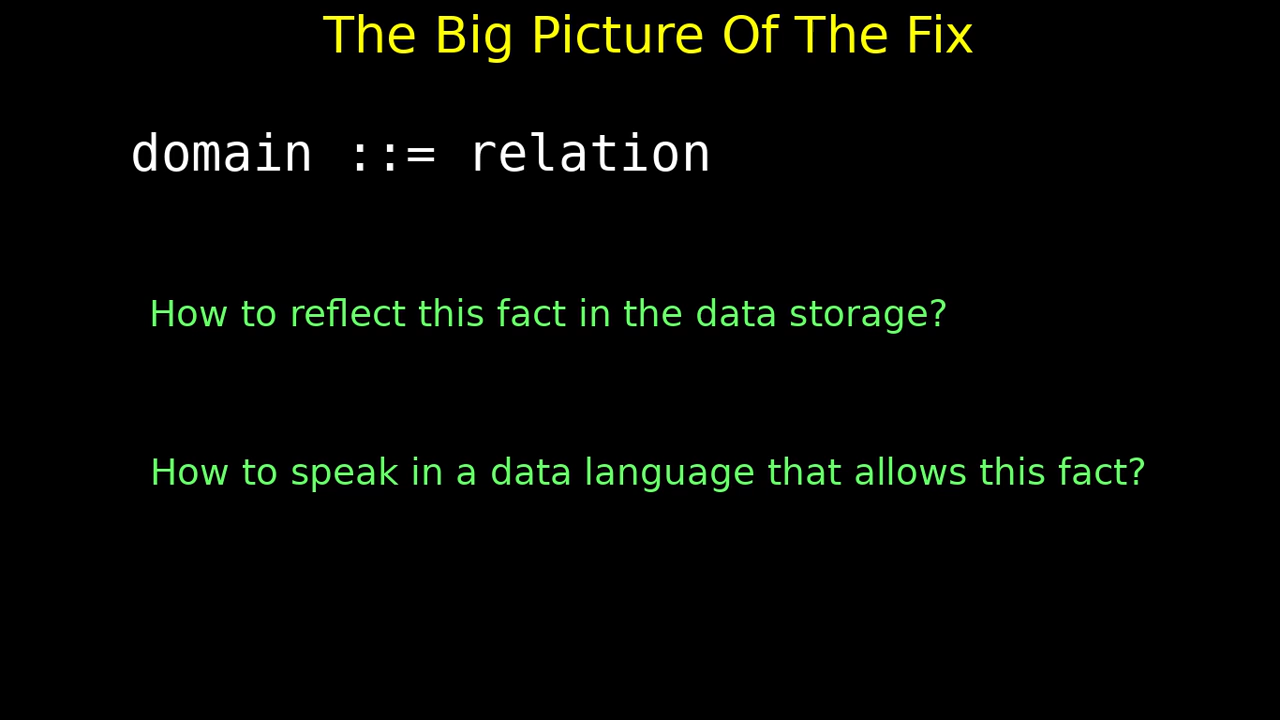 The Big Picture Of The Fix
domain ::= relation
How to reflect this fact in the data storage?
How to speak in a data language that allows this fact?